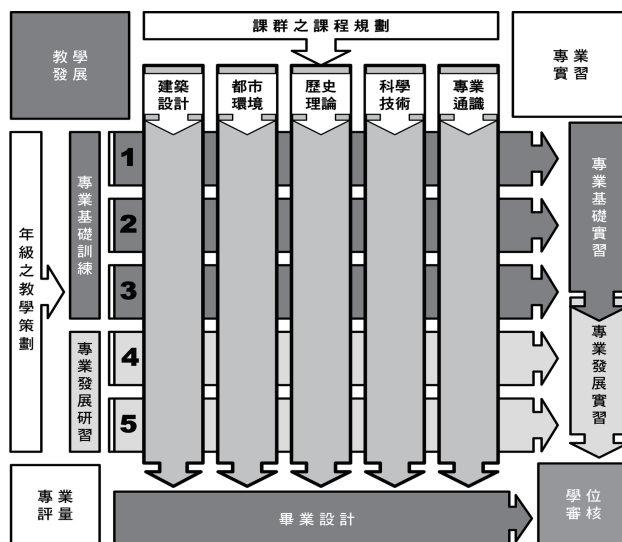 課群之課程規劃
教學
發展
專業
實習
建築
設計
都市
環境
歷史
理論
科學
技術
專業
通識
年級之教學策劃
專業基礎訓練
專業發展研習
1
2
3
4
5
專業基礎實習
專業發展實習
專業
評量
畢業設計
學位
審核